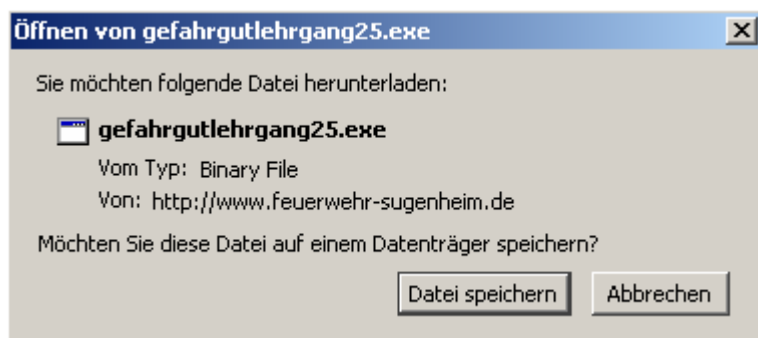 Öffnen von gefahrgutlehrgang25.exe
Sie möchten folgende Datei herunterladen:
gefahrgutlehrgang25.exe
Vom Typ: Binary File
Von: http://www.feuerwehr-sugenheim.de
Möchten Sie diese Datei auf einem Datenträger speichern?
Datei speichern Abbrechen